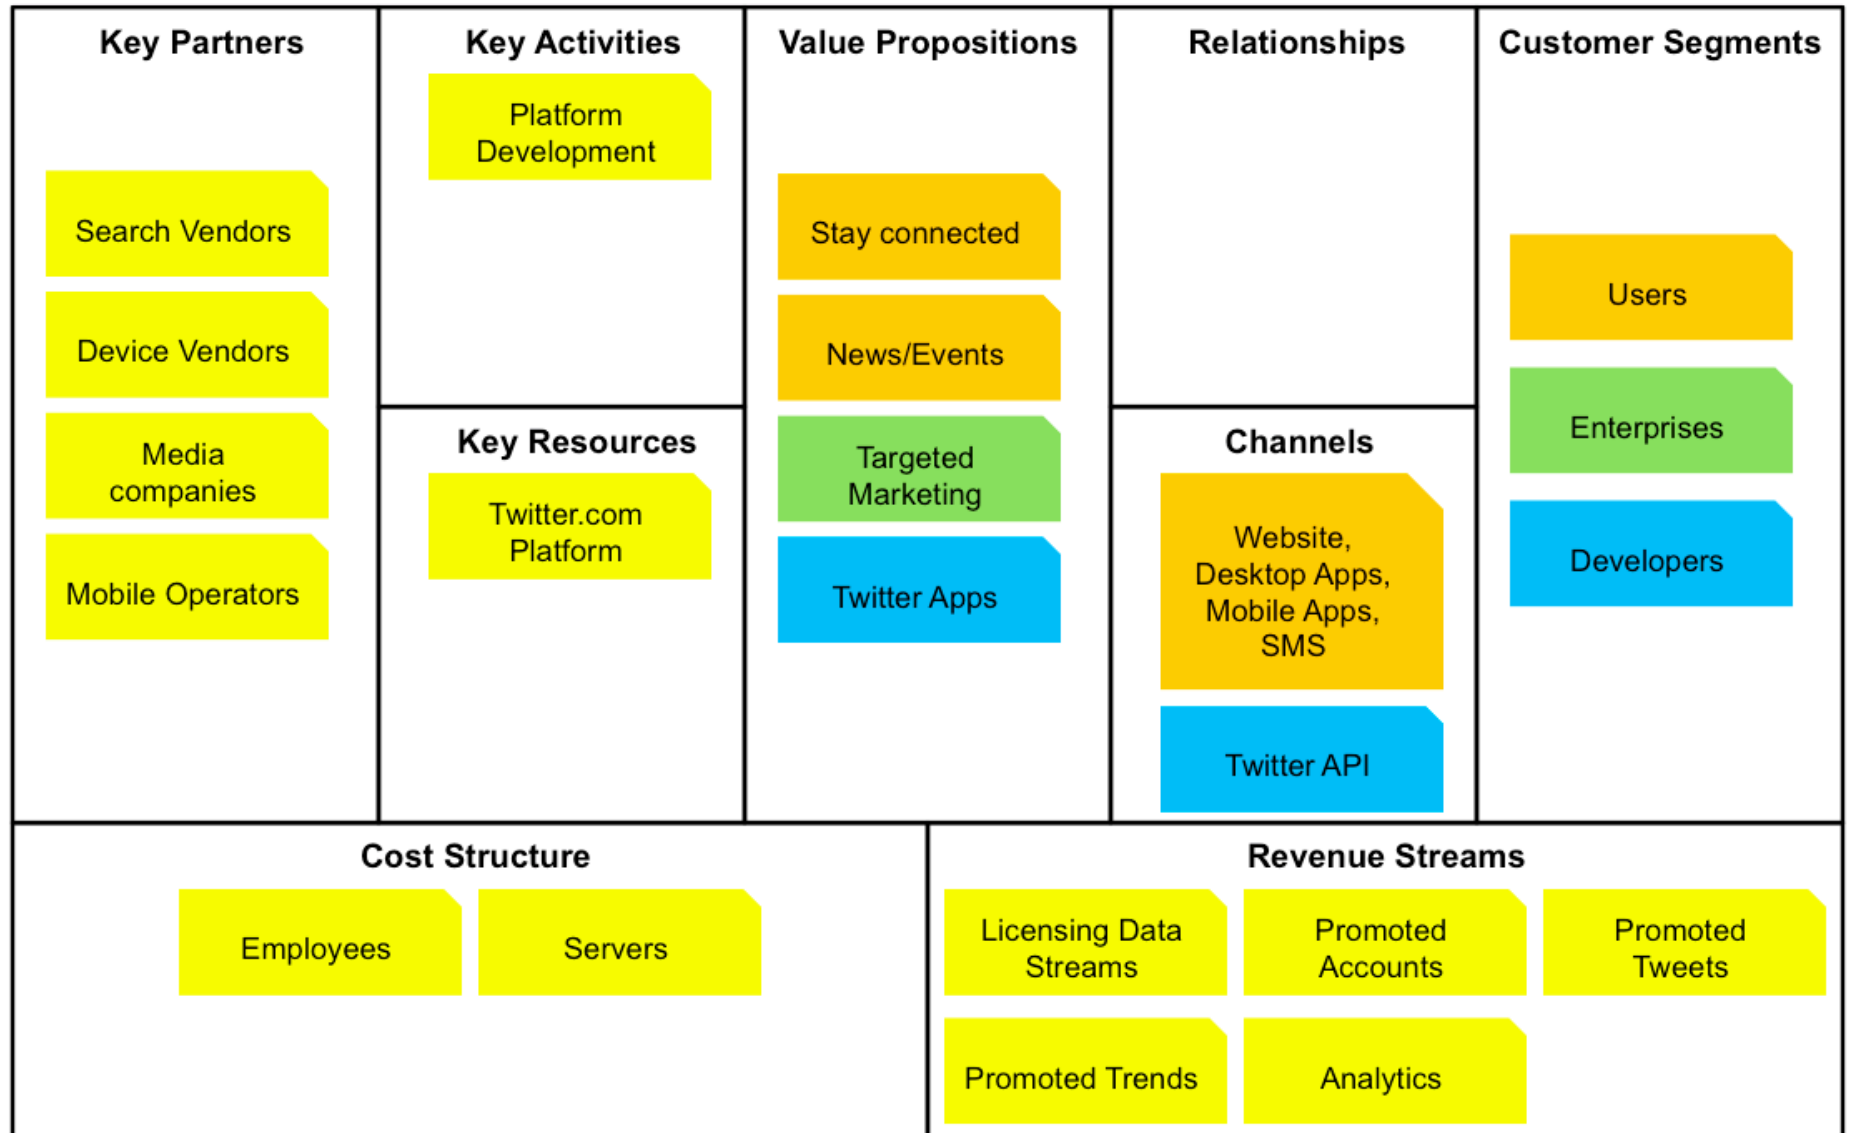 Key Partners
Search Vendors
Device Vendors
Media
companies
Mobile Operators
Key Activities
Platform
Development
Key Resources
Twitter.com
Platform
Value Propositions
Stay connected
News/Events
Targeted
Marketing
Twitter Apps
Relationships
Channels
Website,
Desktop Apps,
Mobile Apps,
SMS
Twitter API
Customer Segments
Users
Enterprises
Developers
Cost Structure
Employees
Servers
Revenue Streams
Licensing Data
Streams
Promoted
Accounts
Promoted
Tweets
Promoted Trends
Analytics